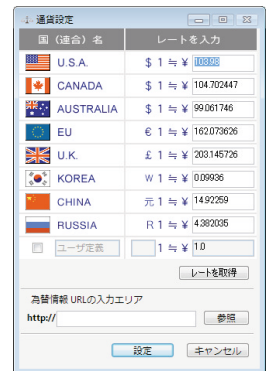 通貨設定
国（連合）名 レートを入力
U.S.A. $ 1 ≒ ¥ 103.98
CANADA $ 1 ≒ ¥ 104.702447
AUSTRALIA $ 1 ≒ ¥ 99.061746
EU € 1 ≒ ¥ 162.073626
U.K. £ 1 ≒ ¥ 203.145726
KOREA W 1 ≒ ¥ 0.09936
CHINA 元 1 ≒ ¥ 14.92259
RUSSIA R 1 ≒ ¥ 4.382035
ユーザ定義 1 ≒ ¥ 1.0
レートを取得
為替情報 URLの入力エリア
http:// 参照
設定 キャンセル